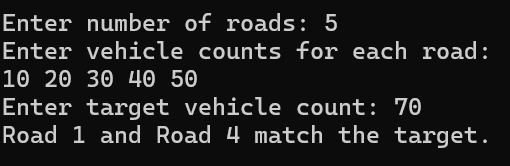 Enter number of roads: 5
Enter vehicle counts for each road:
10 20 30 40 50
Enter target vehicle count: 70
Road 1 and Road 4 match the target.